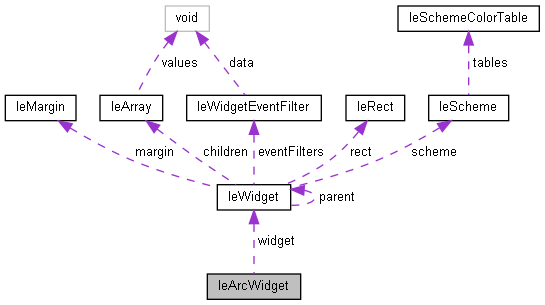 void
leSchemeColorTable
values
data
tables
leMargin
leArray
leWidgetEventFilter
leRect
leScheme
margin
children
eventFilters
rect
scheme
leWidget
parent
widget
leArcWidget